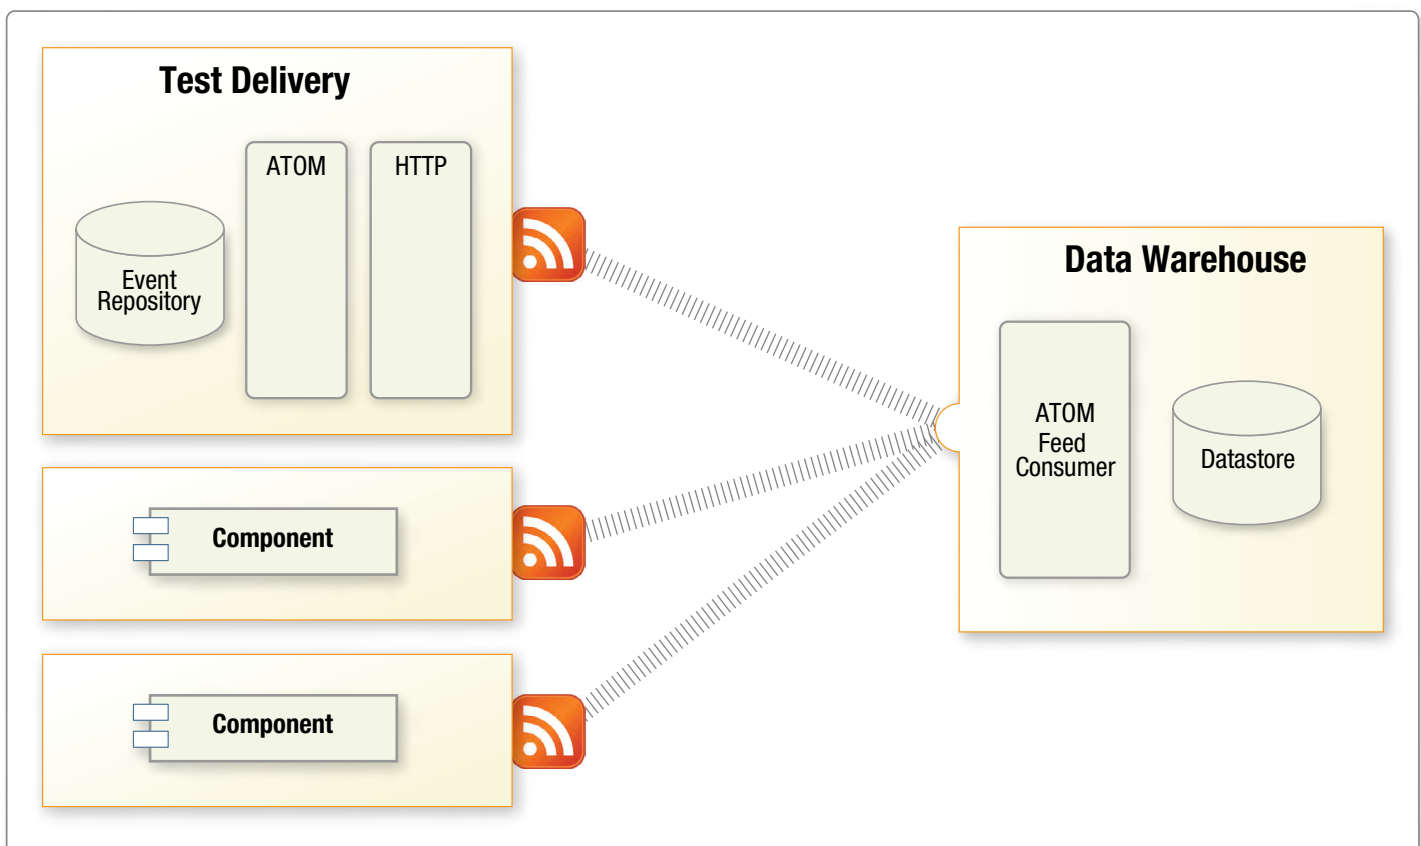 Test Delivery
ATOM
HTTP
Event
Repository
Component
Component
Data Warehouse
ATOM
Feed
Consumer
Datastore